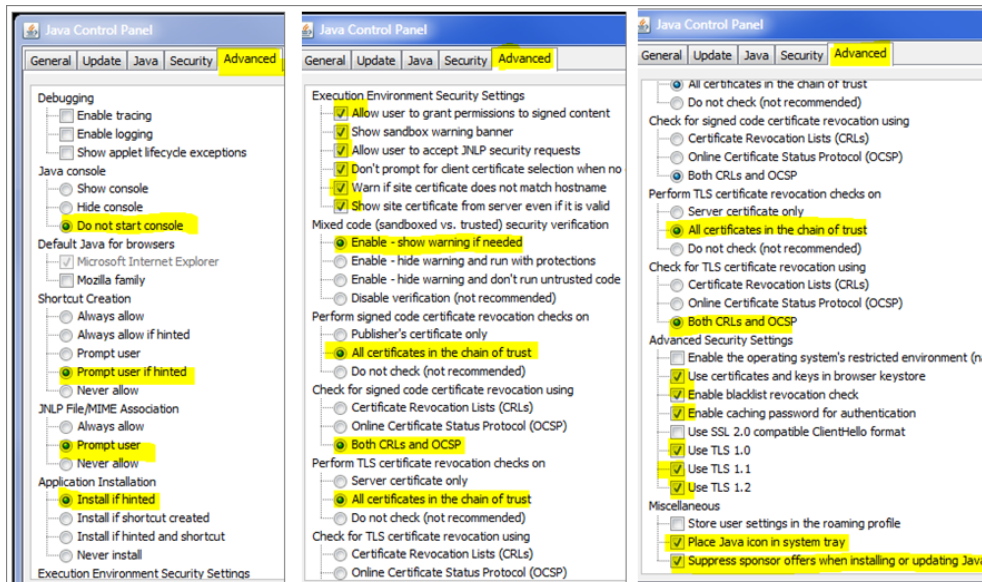 Java Control Panel
General Update Java Security Advanced
Debugging
Enable tracing
Enable logging
Show applet lifecycle exceptions
Java console
Show console
Hide console
Do not start console
Default Java for browsers
Microsoft Internet Explorer
Mozilla family
Shortcut Creation
Always allow
Always allow if hinted
Prompt user
Prompt user if hinted
Never allow
JNLP File/MIME Association
Always allow
Prompt user
Never allow
Application Installation
Install if hinted
Install if shortcut created
Install if hinted and shortcut
Never install
Execution Environment Security Settings
Java Control Panel
General Update Java Security Advanced
Execution Environment Security Settings
Allow user to grant permissions to signed content
Show sandbox warning banner
Allow user to accept JNLP security requests
Don't prompt for client certificate selection when no
Warn if site certificate does not match hostname
Show site certificate from server even if it is valid
Mixed code (sandboxed vs. trusted) security verification
Enable - show warning if needed
Enable - hide warning and run with protections
Enable - hide warning and don't run untrusted code
Disable verification (not recommended)
Perform signed code certificate revocation checks on
Publisher's certificate only
All certificates in the chain of trust
Do not check (not recommended)
Check for signed code certificate revocation using
Certificate Revocation Lists (CRLs)
Online Certificate Status Protocol (OCSP)
Both CRLs and OCSP
Perform TLS certificate revocation checks on
Server certificate only
All certificates in the chain of trust
Do not check (not recommended)
Check for TLS certificate revocation using
Certificate Revocation Lists (CRLs)
Online Certificate Status Protocol (OCSP)
Java Control Panel
General Update Java Security Advanced
All certificates in the chain of trust
Do not check (not recommended)
Check for signed code certificate revocation using
Certificate Revocation Lists (CRLs)
Online Certificate Status Protocol (OCSP)
Both CRLs and OCSP
Perform TLS certificate revocation checks on
Server certificate only
All certificates in the chain of trust
Do not check (not recommended)
Check for TLS certificate revocation using
Certificate Revocation Lists (CRLs)
Online Certificate Status Protocol (OCSP)
Both CRLs and OCSP
Advanced Security Settings
Enable the operating system's restricted environment (na
Use certificates and keys in browser keystore
Enable blacklist revocation check
Enable caching password for authentication
Use SSL 2.0 compatible ClientHello format
Use TLS 1.0
Use TLS 1.1
Use TLS 1.2
Miscellaneous
Store user settings in the roaming profile
Place Java icon in system tray
Suppress sponsor offers when installing or updating Java